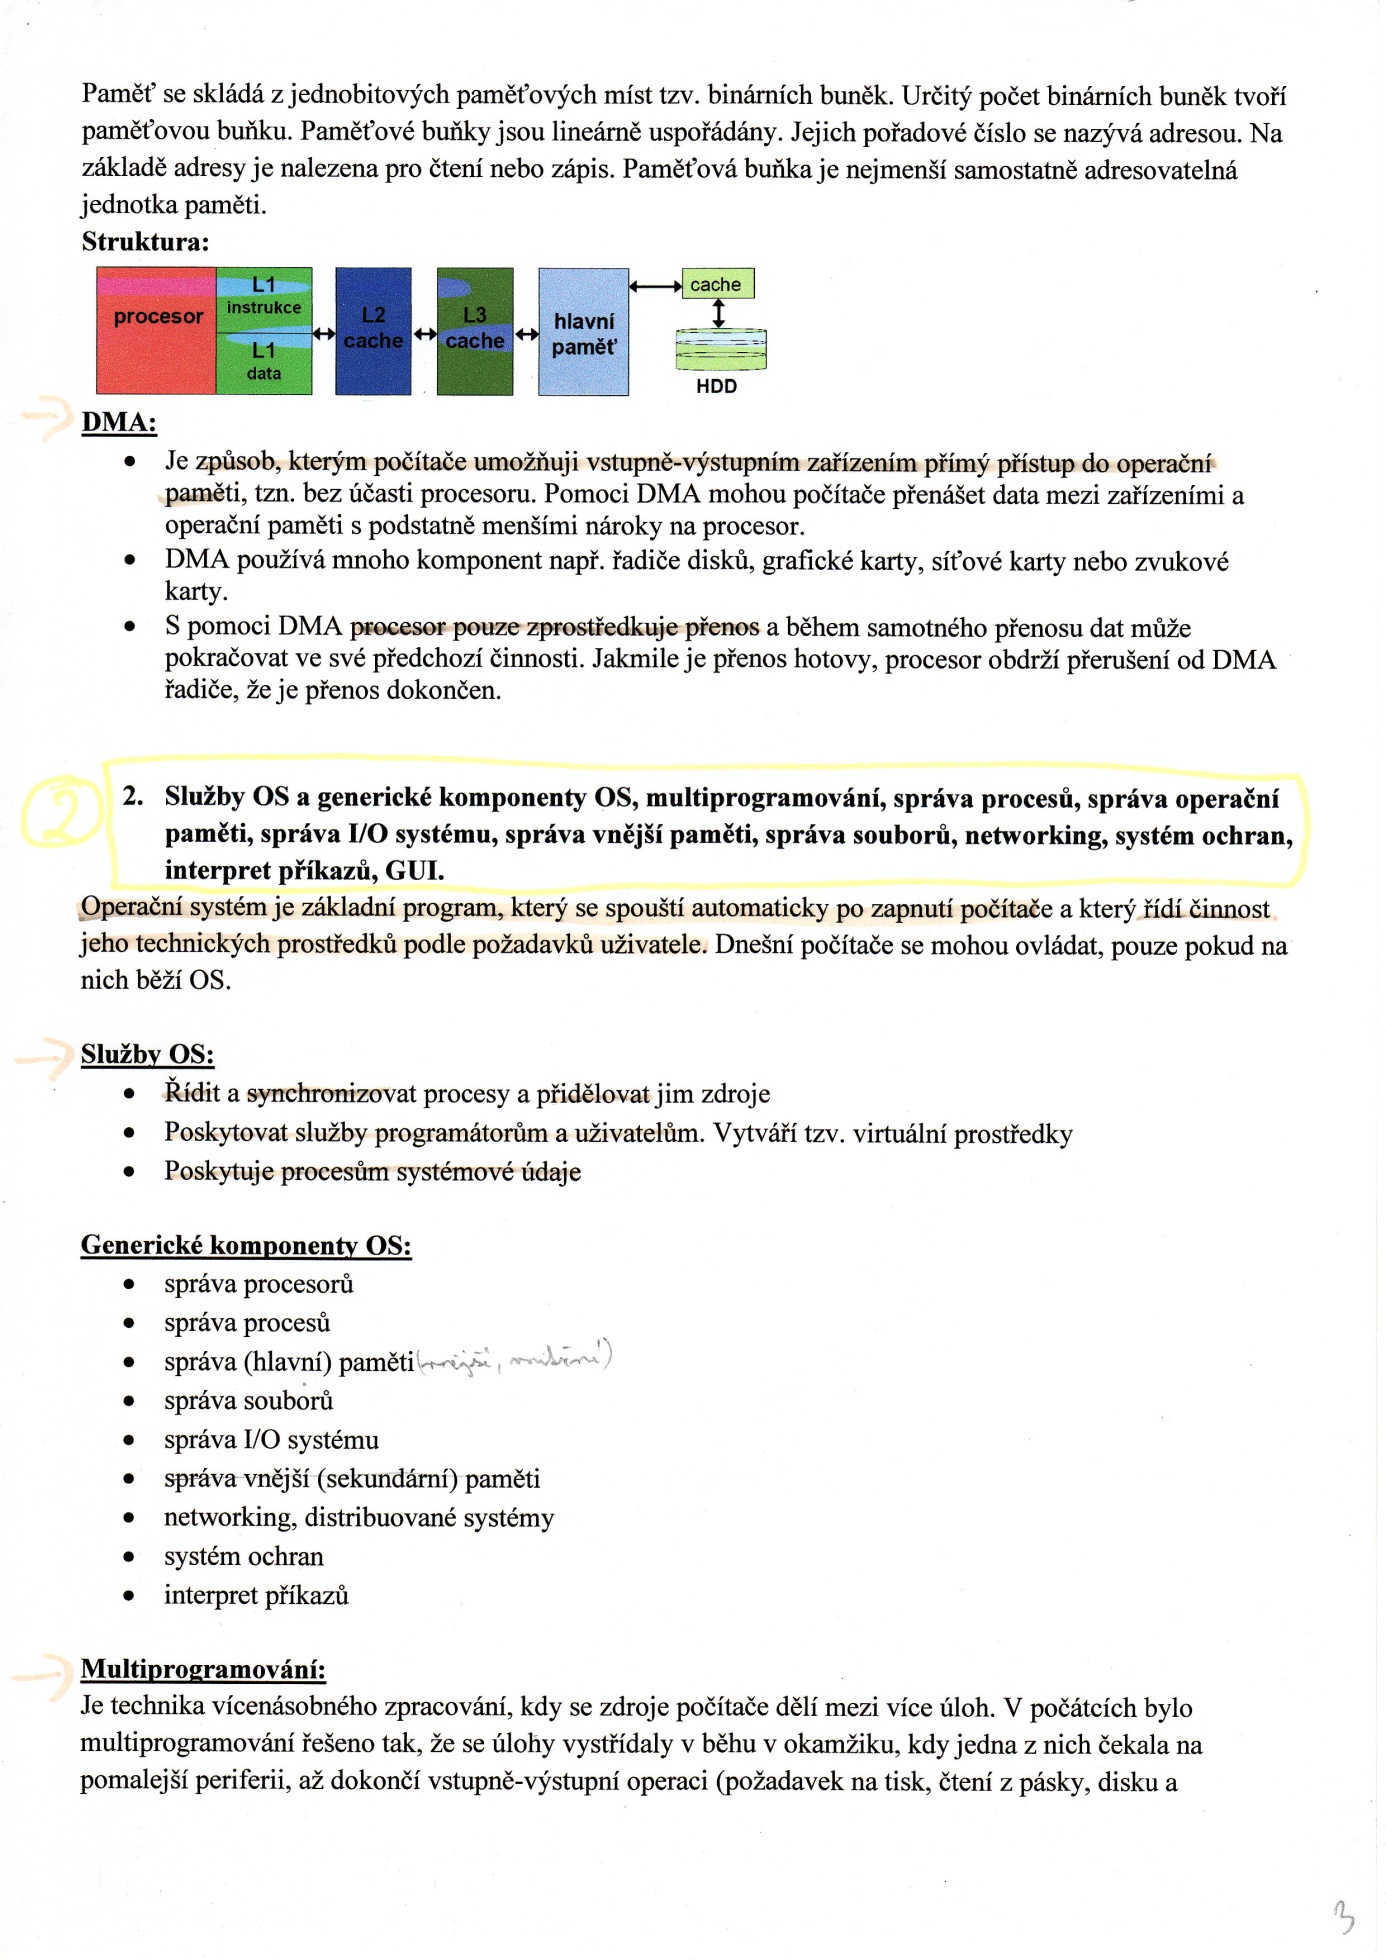 Paměť se skládá z jednobitových paměťových míst tzv. binárních buněk. Určitý počet binárních buněk tvoří
paměťovou buňku. Paměťové buňky jsou lineárně uspořádány. Jejich pořadové číslo se nazývá adresou. Na
základě adresy je nalezena pro čtení nebo zápis. Paměťová buňka je nejmenší samostatně adresovatelná
jednotka paměti.
Struktura:
procesor
L1
instrukce
L1
data
L2
cache
L3
cache
hlavní
paměť
cache
HDD
DMA:
• Je způsob, kterým počítače umožňuji vstupně-výstupním zařízením přímý přístup do operační
paměti, tzn. bez účasti procesoru. Pomoci DMA mohou počítače přenášet data mezi zařízeními a
operační paměti s podstatně menšími nároky na procesor.
• DMA používá mnoho komponent např. řadiče disků, grafické karty, síťové karty nebo zvukové
karty.
• S pomoci DMA procesor pouze zprostředkuje přenos a během samotného přenosu dat může
pokračovat ve své předchozí činnosti. Jakmile je přenos hotovy, procesor obdrží přerušení od DMA
řadiče, že je přenos dokončen.
2
2. Služby OS a generické komponenty OS, multiprogramování, správa procesů, správa operační
paměti, správa I/O systému, správa vnější paměti, správa souborů, networking, systém ochran,
interpret příkazů, GUI.
Operační systém je základní program, který se spouští automaticky po zapnutí počítače a který řídí činnost
jeho technických prostředků podle požadavků uživatele. Dnešní počítače se mohou ovládat, pouze pokud na
nich běží OS.
Služby OS:
• Řídit a synchronizovat procesy a přidělovat jim zdroje
• Poskytovat služby programátorům a uživatelům. Vytváří tzv. virtuální prostředky
• Poskytuje procesům systémové údaje
Generické komponenty OS:
• správa procesorů
• správa procesů
• správa (hlavní) paměti (vnější, vnitřní)
• správa souborů
• správa I/O systému
• správa vnější (sekundární) paměti
• networking, distribuované systémy
• systém ochran
• interpret příkazů
Multiprogramování:
Je technika vícenásobného zpracování, kdy se zdroje počítače dělí mezi více úloh. V počátcích bylo
multiprogramování řešeno tak, že se úlohy vystřídaly v běhu v okamžiku, kdy jedna z nich čekala na
pomalejší periferii, až dokončí vstupně-výstupní operaci (požadavek na tisk, čtení z pásky, disku a
3